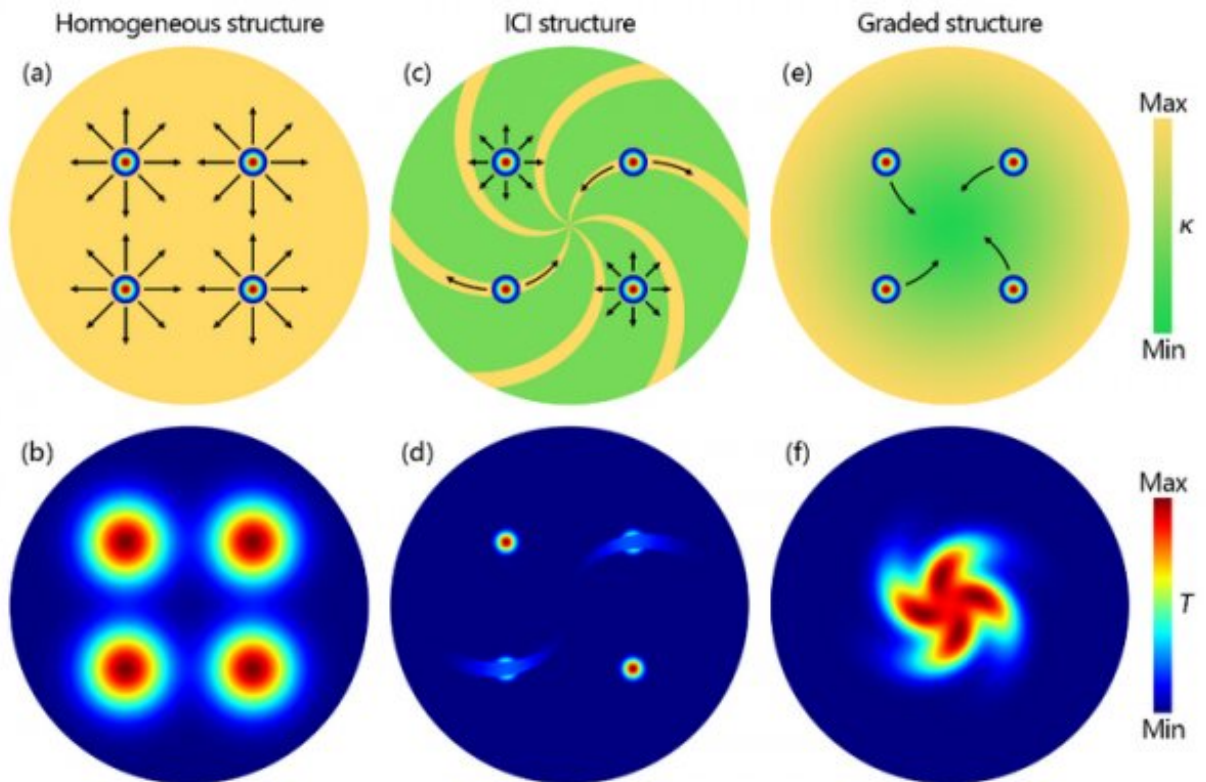 Homogeneous structure
ICI structure
Graded structure
(a)
(c)
(e)
Max
κ
Min
(b)
(d)
(f)
Max
T
Min